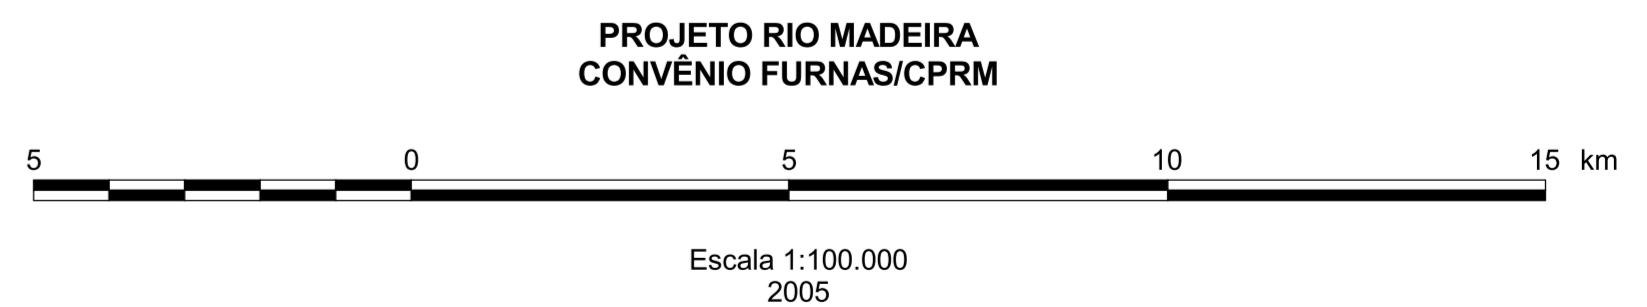 PROJETO RIO MADEIRA
CONVÊNIO FURNAS/CPRM
5 0 5 10 15 km
Escala 1:100.000
2005